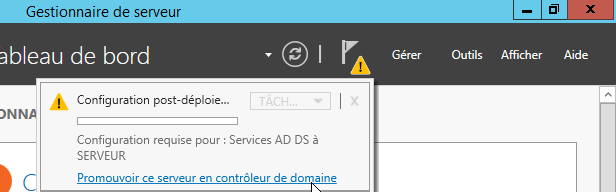 Gestionnaire de serveur
ableau de bord
Gérer Outils Afficher Aide
Configuration post-déploie... TÂCH... X
Configuration requise pour : Services AD DS à
SERVEUR
Promouvoir ce serveur en contrôleur de domaine
ONNA
C